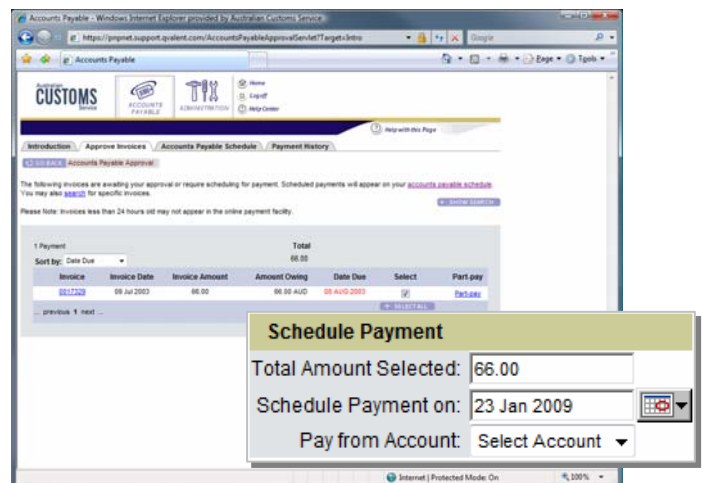 Accounts Payable - Windows Internet Explorer provided by Australian Customs Service
https://pnpnet.support.qvalent.com/AccountsPayableApprovalServlet?Target=Intro
Google
Accounts Payable
Page
Tools
Australian
CUSTOMS
Service
ACCOUNTS
PAYABLE
ADMINISTRATION
Home
Logoff
Help Center
Help with this Page
Introduction
Approve Invoices
Accounts Payable Schedule
Payment History
GO BACK
Accounts Payable Approval
The following invoices are awaiting your approval or require scheduling for payment. Scheduled payments will appear on your accounts payable schedule.
You may also search for specific invoices.
SHOW SEARCH
Please Note: Invoices less than 24 hours old may not appear in the online payment facility.
1 Payment Total
Sort by: Date Due 66.00
Invoice Invoice Date Invoice Amount Amount Owing Date Due Select Part-pay
0017329 09 Jul 2003 66.00 66.00 AUD 08 AUG 2003 Part-pay
... previous 1 next ...
SELECT ALL
Schedule Payment
Total Amount Selected: 66.00
Schedule Payment on: 23 Jan 2009
Pay from Account: Select Account
Internet | Protected Mode: On
100%